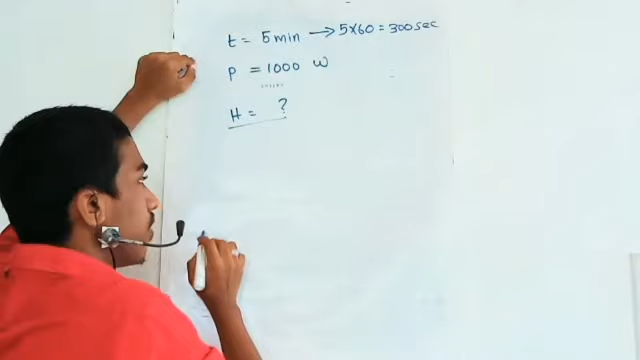 t = 5 min → 5×60 = 300 sec
P = 1000 W
H = ?